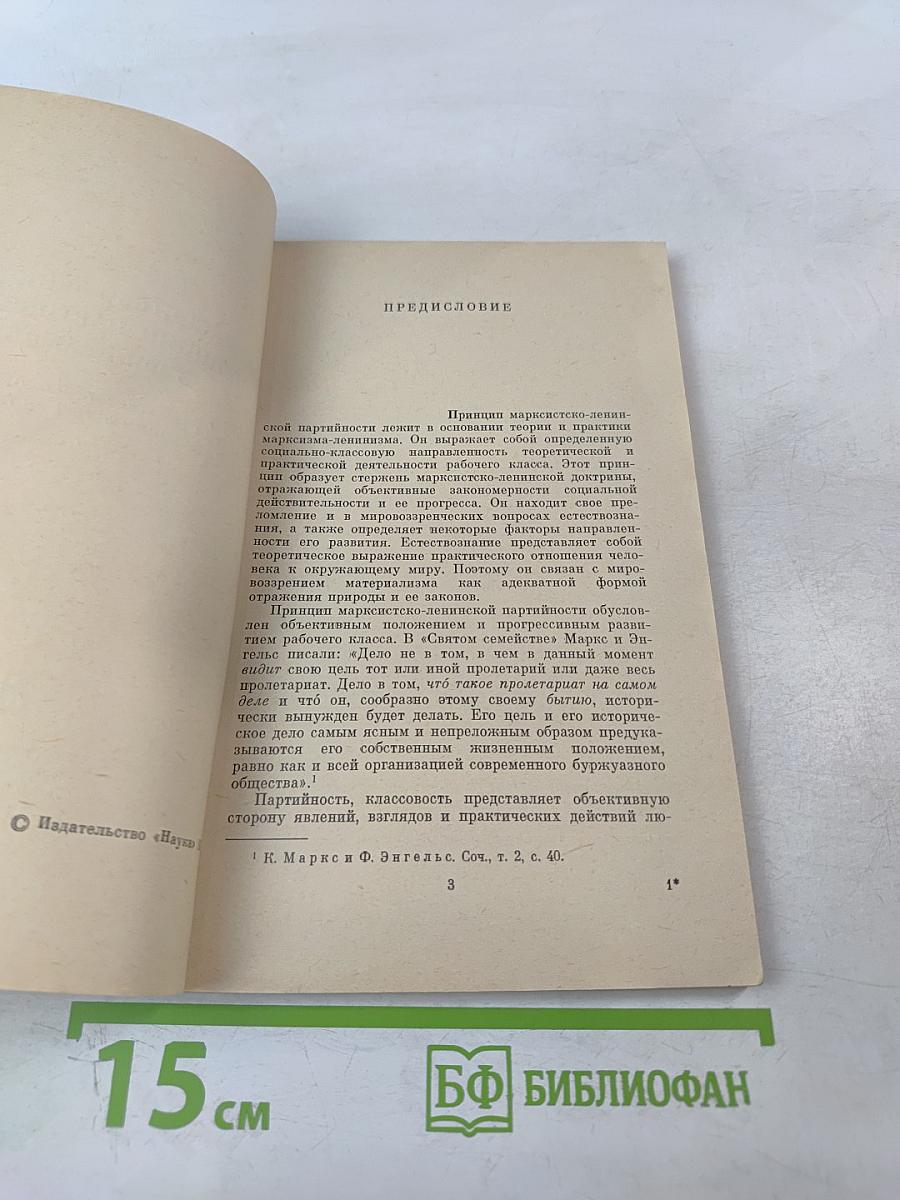 © Издательство «Наука»
ПРЕДИСЛОВИЕ
Принцип марксистско-ленин-
ской партийности лежит в основании теории и практики
марксизма-ленинизма. Он выражает собой определенную
социально-классовую направленность теоретической и
практической деятельности рабочего класса. Этот прин-
цип образует стержень марксистско-ленинской доктрины,
отражающей объективные закономерности социальной
действительности и ее прогресса. Он находит свое пре-
ломление и в мировоззренческих вопросах естествозна-
ния, а также определяет некоторые факторы направлен-
ности его развития. Естествознание представляет собой
теоретическое выражение практического отношения чело-
века к окружающему миру. Поэтому он связан с миро-
воззрением материализма как адекватной формой
отражения природы и ее законов.
Принцип марксистско-ленинской партийности обуслов-
лен объективным положением и прогрессивным разви-
тием рабочего класса. В «Святом семействе» Маркс и Эн-
гельс писали: «Дело не в том, в чем в данный момент
видит свою цель тот или иной пролетарий или даже весь
пролетариат. Дело в том, что́ такое пролетариат на самом
деле и что́ он, сообразно этому своему бытию, истори-
чески вынужден будет делать. Его цель и его историче-
ское дело самым ясным и непреложным образом предука-
зываются его собственным жизненным положением,
равно как и всей организацией современного буржуазного
общества».¹
Партийность, классовость представляет объективную
сторону явлений, взглядов и практических действий лю-
¹ К. Маркс и Ф. Энгельс. Соч., т. 2, с. 40.
3 1*
15 см БФ БИБЛИОФАН